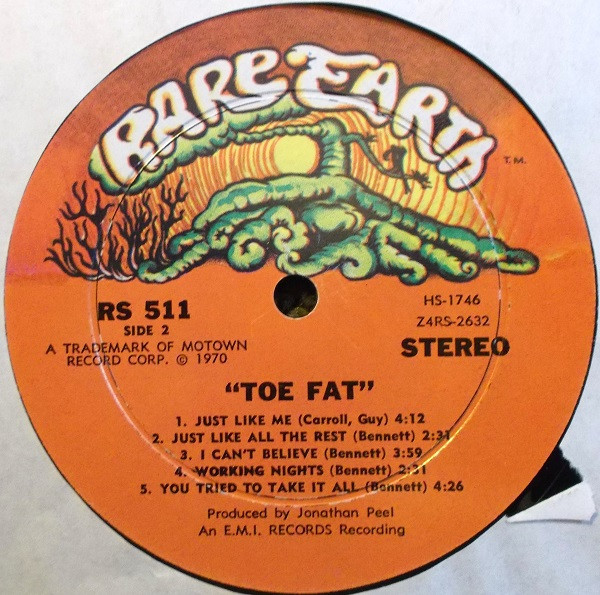 RARE EARTH
T.M.
RS 511
SIDE 2
A TRADEMARK OF MOTOWN
RECORD CORP. © 1970
HS-1746
Z4RS-2632
STEREO
"TOE FAT"
1. JUST LIKE ME (Carroll, Guy) 4:12
2. JUST LIKE ALL THE REST (Bennett) 2:31
3. I CAN'T BELIEVE (Bennett) 3:59
4. WORKING NIGHTS (Bennett) 2:31
5. YOU TRIED TO TAKE IT ALL (Bennett) 4:26
Produced by Jonathan Peel
An E.M.I. RECORDS Recording